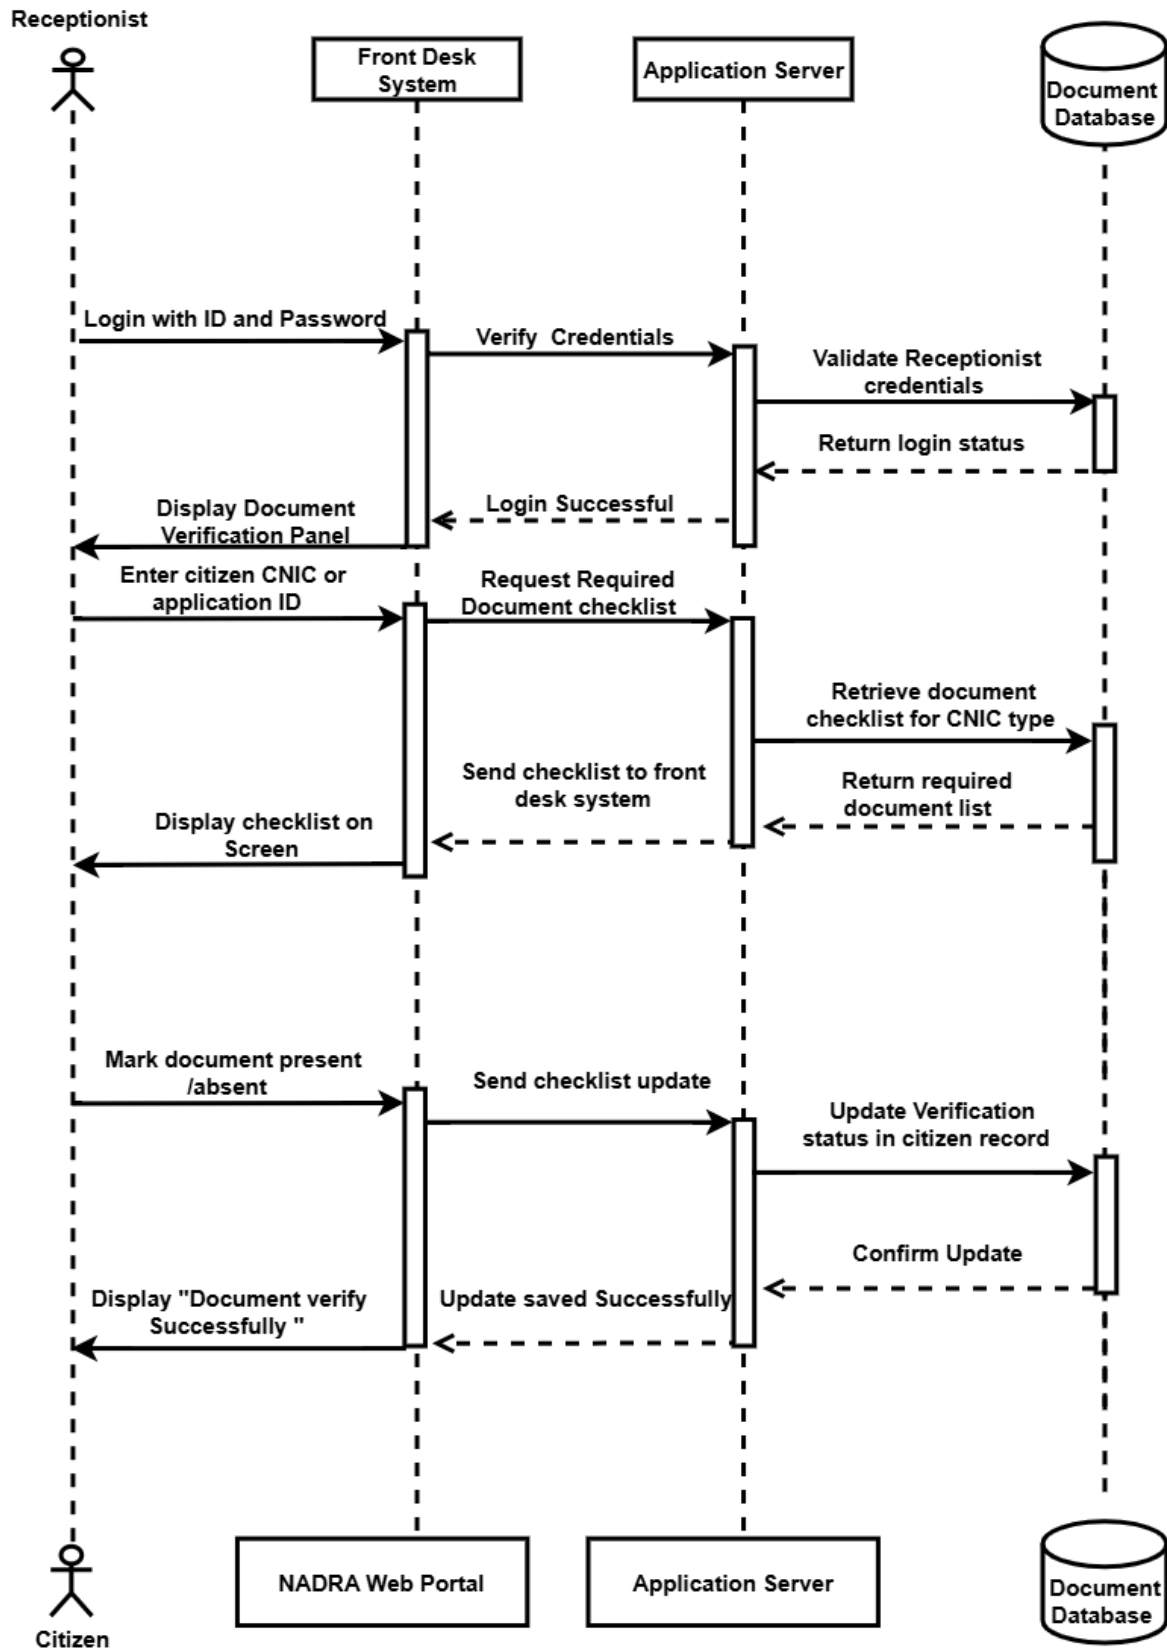 Receptionist
Front Desk
System
Application Server
Document
Database
Login with ID and Password
Verify Credentials
Validate Receptionist
credentials
Return login status
Login Successful
Display Document
Verification Panel
Enter citizen CNIC or
application ID
Request Required
Document checklist
Retrieve document
checklist for CNIC type
Send checklist to front
desk system
Return required
document list
Display checklist on
Screen
Mark document present
/absent
Send checklist update
Update Verification
status in citizen record
Confirm Update
Display "Document verify
Successfully "
Update saved Successfully
NADRA Web Portal
Application Server
Document
Database
Citizen